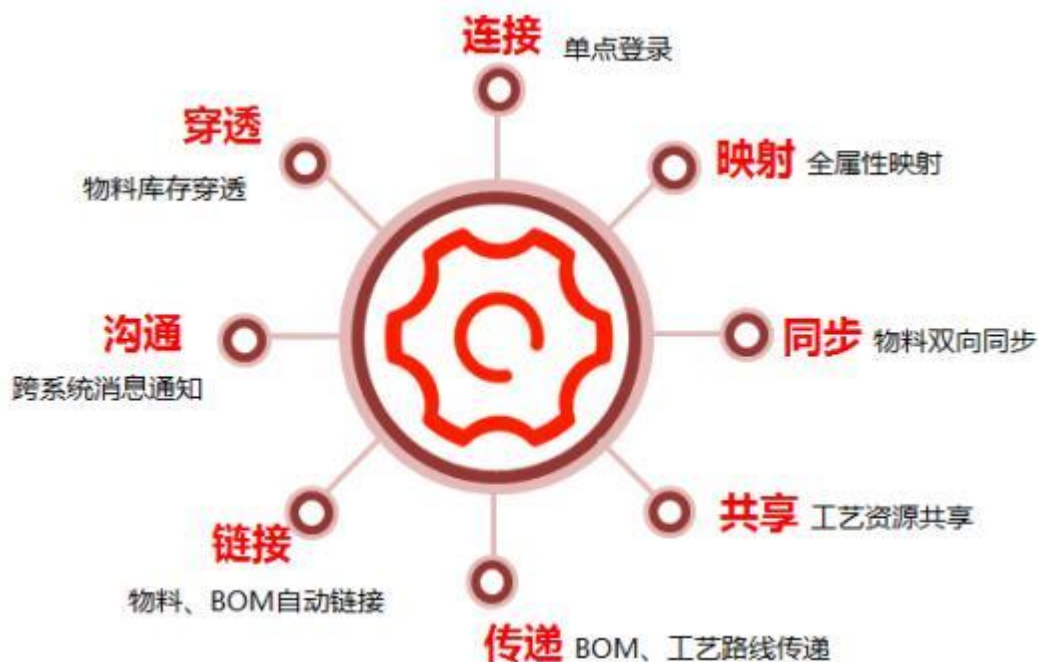 连接 单点登录
穿透
映射 全属性映射
物料库存穿透
沟通
同步 物料双向同步
跨系统消息通知
共享 工艺资源共享
链接
物料、BOM自动链接
传递 BOM、工艺路线传递